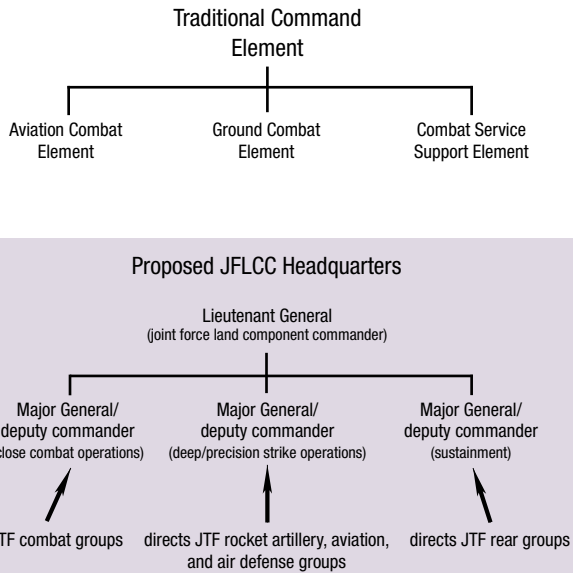 Traditional Command
Element
Aviation Combat
Element
Ground Combat
Element
Combat Service
Support Element
Proposed JFLCC Headquarters
Lieutenant General
(joint force land component commander)
Major General/
deputy commander
close combat operations)
Major General/
deputy commander
(deep/precision strike operations)
Major General/
deputy commander
(sustainment)
TF combat groups
directs JTF rocket artillery, aviation,
and air defense groups
directs JTF rear groups